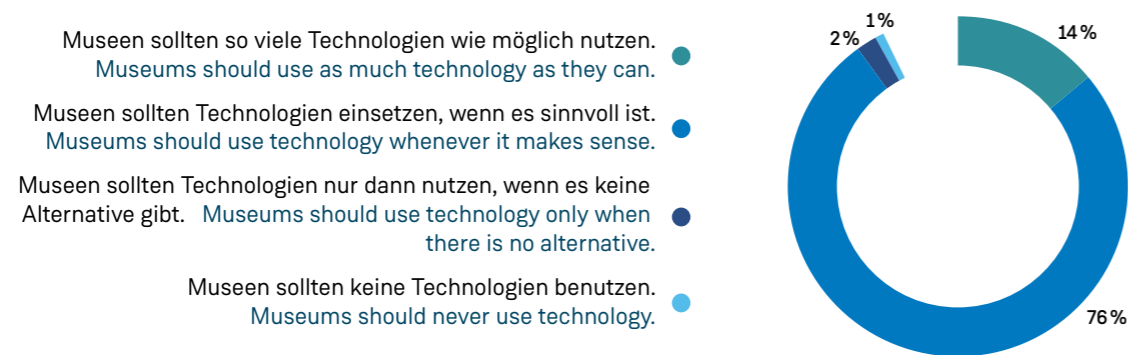 Museen sollten so viele Technologien wie möglich nutzen.
Museums should use as much technology as they can.
Museen sollten Technologien einsetzen, wenn es sinnvoll ist.
Museums should use technology whenever it makes sense.
Museen sollten Technologien nur dann nutzen, wenn es keine
Alternative gibt. Museums should use technology only when
there is no alternative.
Museen sollten keine Technologien benutzen.
Museums should never use technology.
1 %
2 %
14 %
76 %